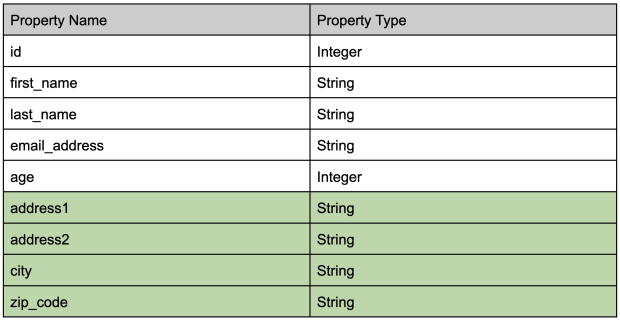 Property Name Property Type
id Integer
first_name String
last_name String
email_address String
age Integer
address1 String
address2 String
city String
zip_code String